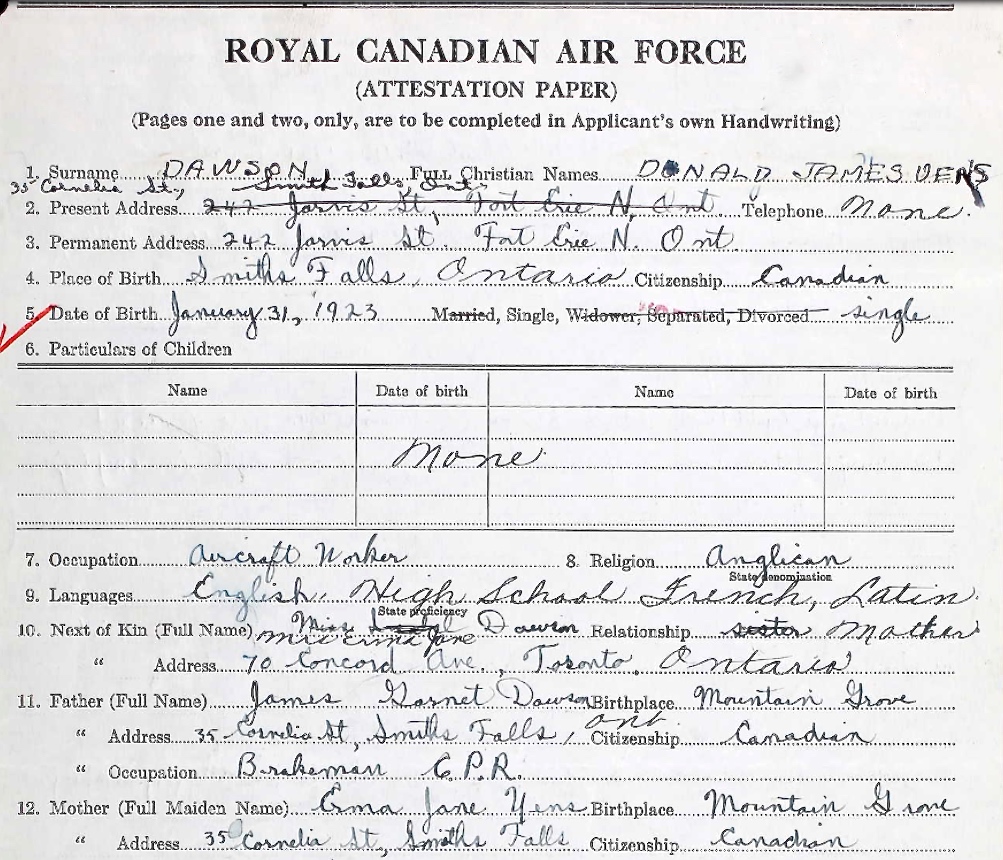 ROYAL CANADIAN AIR FORCE
(ATTESTATION PAPER)
(Pages one and two, only, are to be completed in Applicant's own Handwriting)
1. Surname DAWSON FULL Christian Names DONALD JAMES
35 Cornelia St., Smith Falls, Ont.
2. Present Address 242 Jarvis St, Fort Erie N, Ont Telephone None.
3. Permanent Address 242 Jarvis St. Fort Erie N. Ont
4. Place of Birth Smiths Falls, Ontario Citizenship Canadian
5. Date of Birth January 31, 1923 Married, Single, Widower, Separated, Divorced single
6. Particulars of Children
Name Date of birth Name Date of birth
None
7. Occupation Aircraft Worker 8. Religion Anglican
State denomination
9. Languages English. High School French, Latin.
State proficiency
10. Next of Kin (Full Name) Miss Dawson Relationship sister Mother
Mrs Erma Jane
" Address 70 Concord Ave., Toronto, Ontario
11. Father (Full Name) James Garnet Dawson Birthplace Mountain Grove
Ont.
" Address 35 Cornelia St, Smiths Falls, Citizenship Canadian
" Occupation Brakeman C.P.R.
12. Mother (Full Maiden Name) Erma Jane Yens Birthplace Mountain Grove
" Address 35 Cornelia St, Smiths Falls Citizenship Canadian